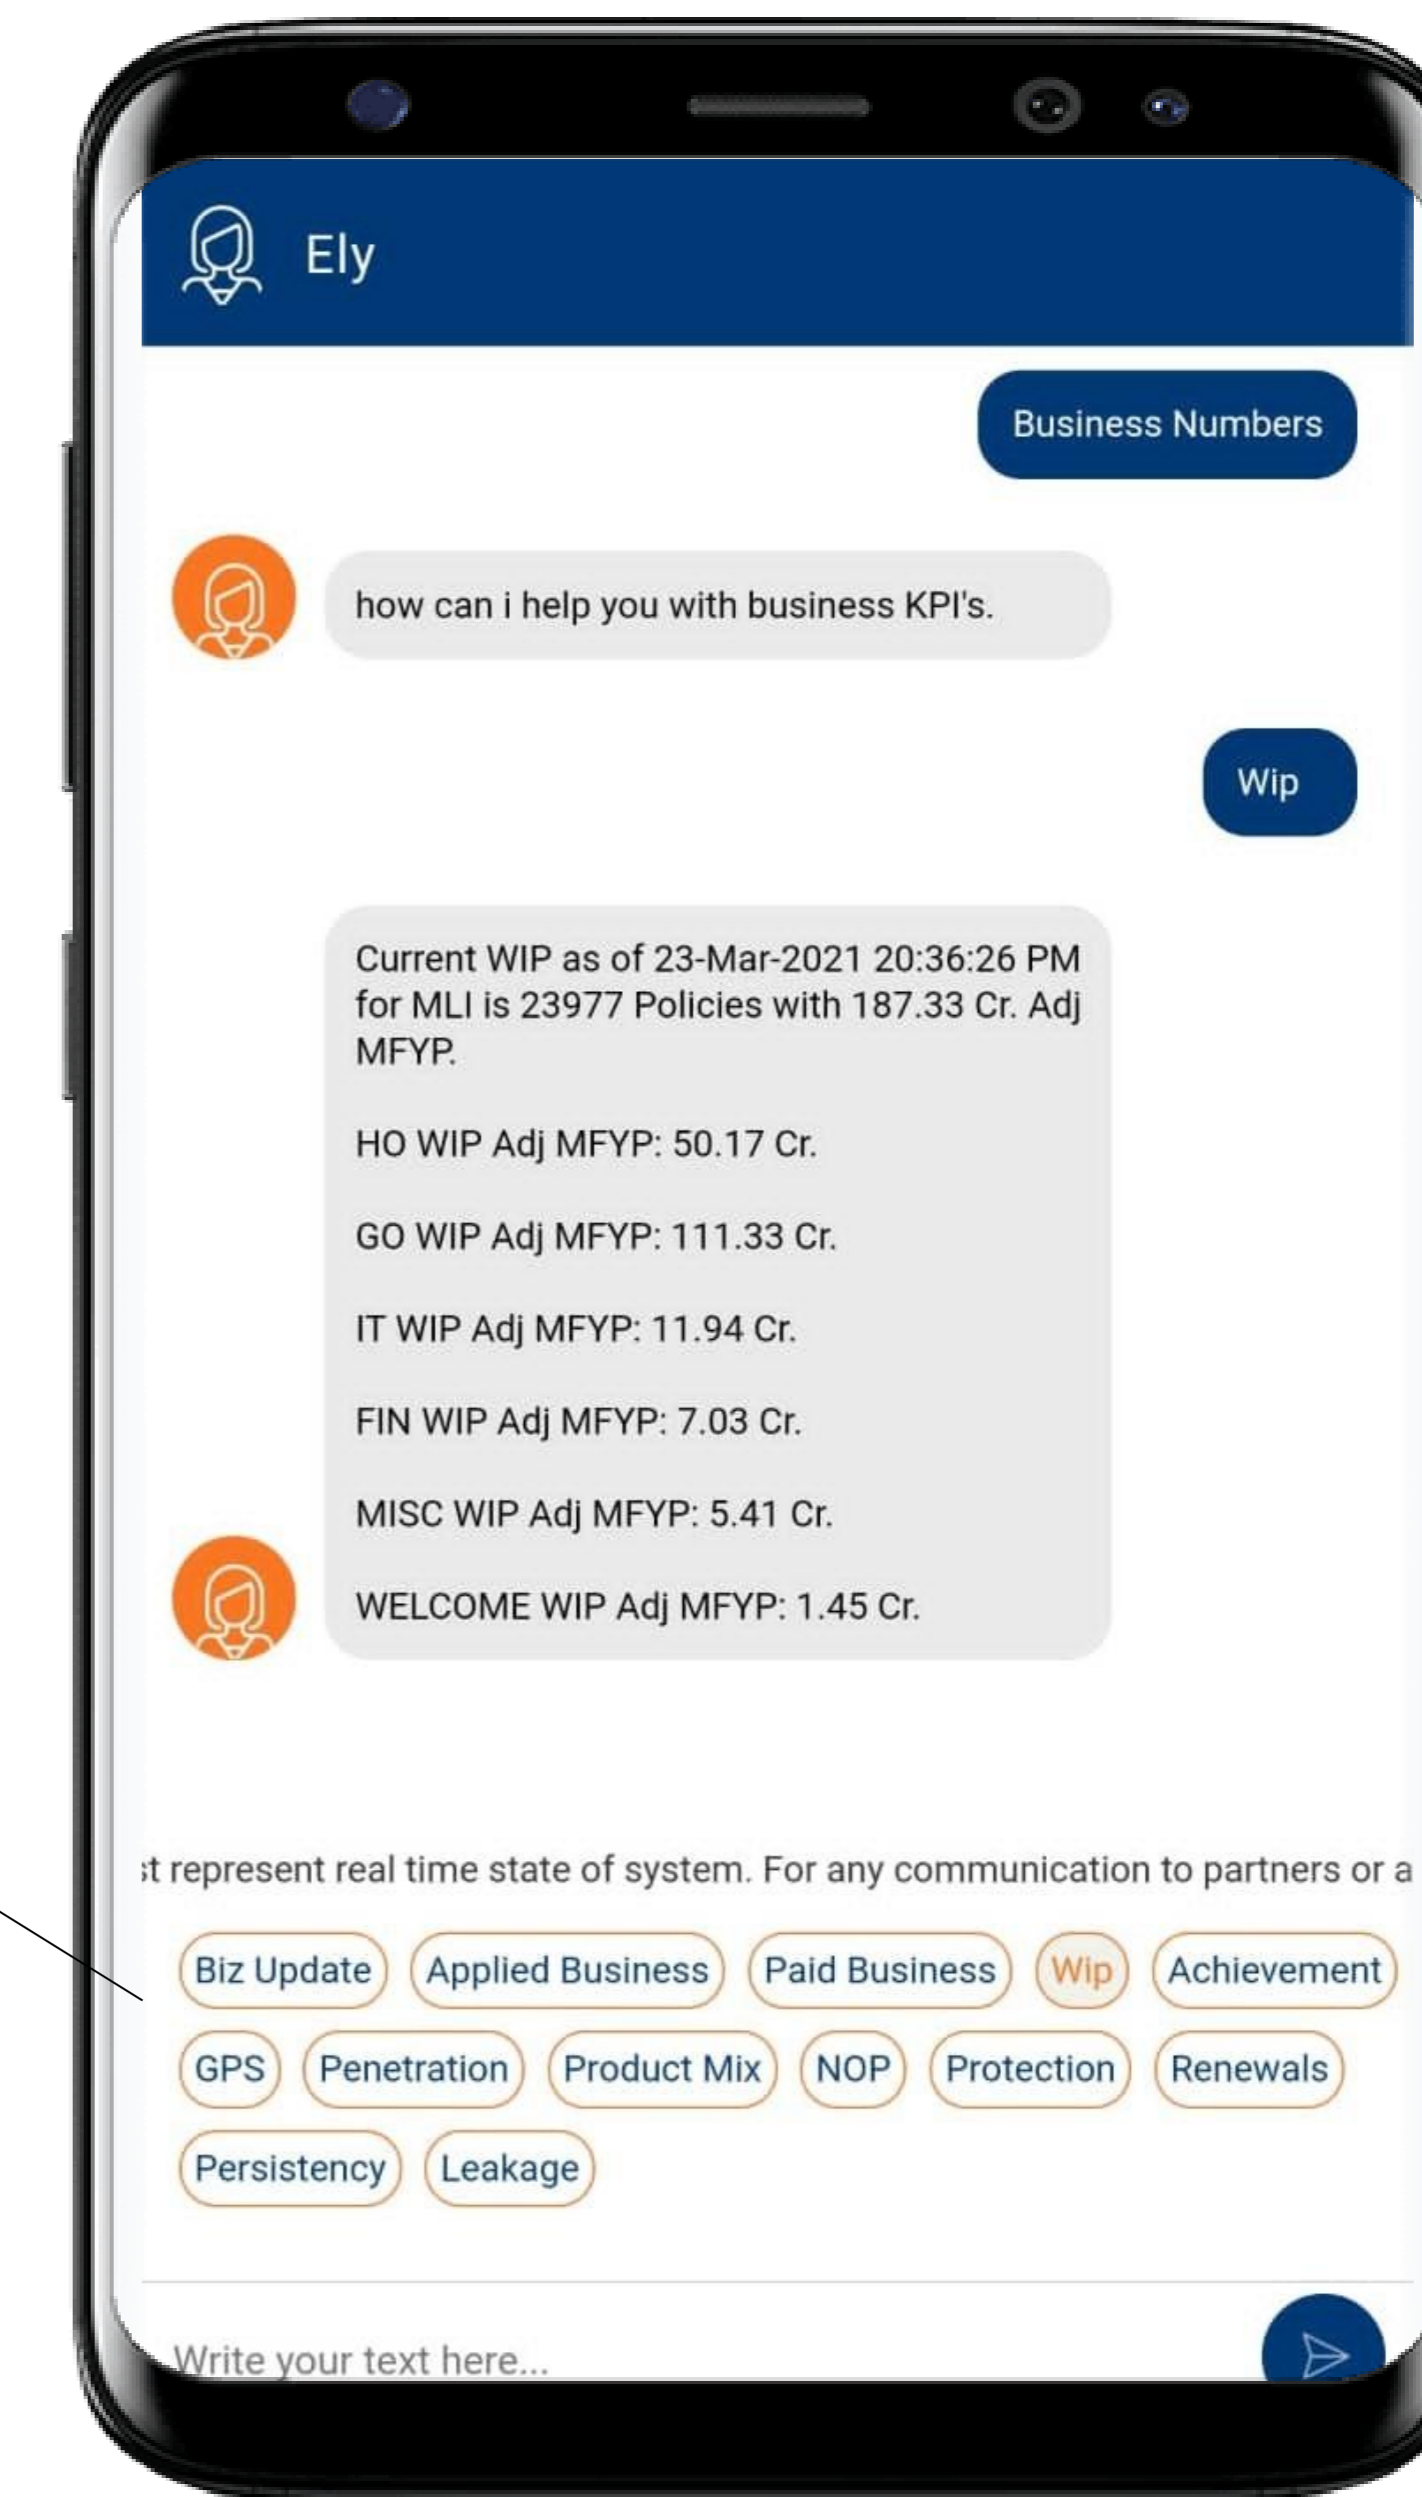 Ely
Business Numbers
how can i help you with business KPI's.
Wip
Current WIP as of 23-Mar-2021 20:36:26 PM
for MLI is 23977 Policies with 187.33 Cr. Adj
MFYP.
HO WIP Adj MFYP: 50.17 Cr.
GO WIP Adj MFYP: 111.33 Cr.
IT WIP Adj MFYP: 11.94 Cr.
FIN WIP Adj MFYP: 7.03 Cr.
MISC WIP Adj MFYP: 5.41 Cr.
WELCOME WIP Adj MFYP: 1.45 Cr.
represent real time state of system. For any communication to partners or
Biz Update Applied Business Paid Business Wip Achievement
GPS Penetration Product Mix NOP Protection Renewals
Persistency Leakage
Write your text here...